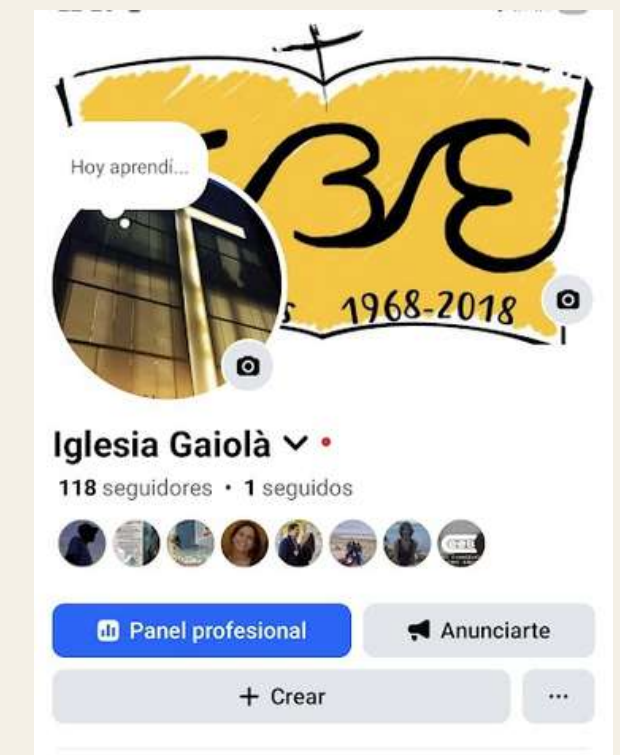 Hoy aprendí...
1968-2018
Iglesia Gaiolà
118 seguidores • 1 seguidos
Panel profesional
Anunciarte
+ Crear
...